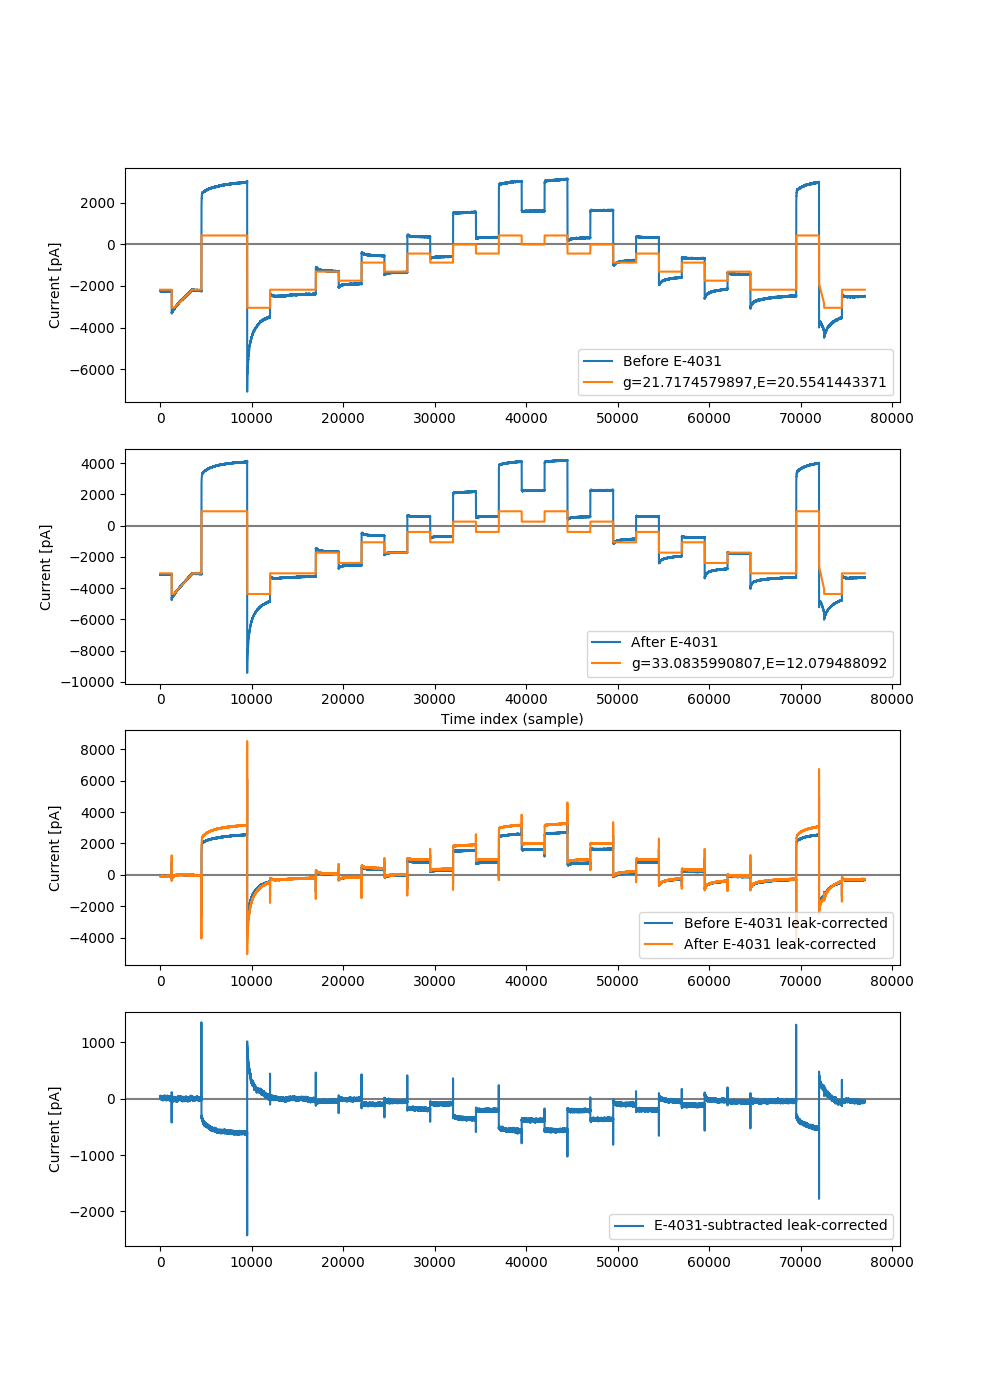 2000
0
−2000
−4000
−6000
Current [pA]
Before E-4031
g=21.7174579897,E=20.5541443371
0 10000 20000 30000 40000 50000 60000 70000 80000
4000
2000
0
−2000
−4000
−6000
−8000
−10000
Current [pA]
After E-4031
g=33.0835990807,E=12.079488092
0 10000 20000 30000 40000 50000 60000 70000 80000
Time index (sample)
8000
6000
4000
2000
0
−2000
−4000
Current [pA]
Before E-4031 leak-corrected
After E-4031 leak-corrected
0 10000 20000 30000 40000 50000 60000 70000 80000
1000
0
−1000
−2000
Current [pA]
E-4031-subtracted leak-corrected
0 10000 20000 30000 40000 50000 60000 70000 80000